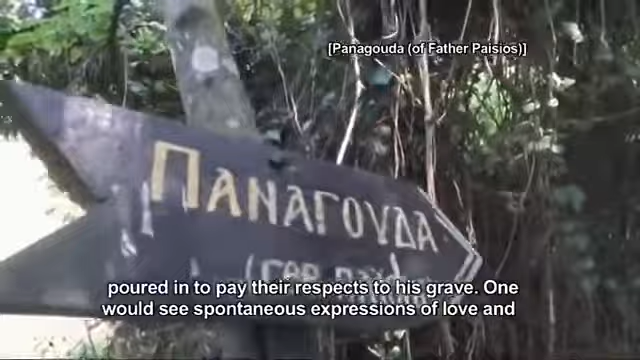 [Panagouda (of Father Paisios)]
ΠΑΝΑΓΟΥΔΑ
poured in to pay their respects to his grave. One
would see spontaneous expressions of love and